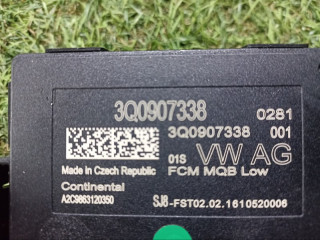 3Q0907338 0281
3Q0907338 001
01S VW AG
Made in Czech Republic FCM MQB Low
Continental
A2C9863120350 SJ8-FST02.02.1610520006